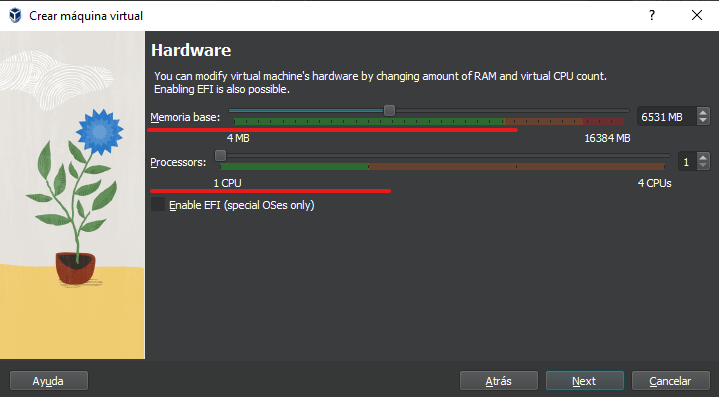 Crear máquina virtual
Hardware
You can modify virtual machine's hardware by changing amount of RAM and virtual CPU count.
Enabling EFI is also possible.
Memoria base:
6531 MB
4 MB
16384 MB
Processors:
1
1 CPU
4 CPUs
Enable EFI (special OSes only)
Ayuda
Atrás
Next
Cancelar